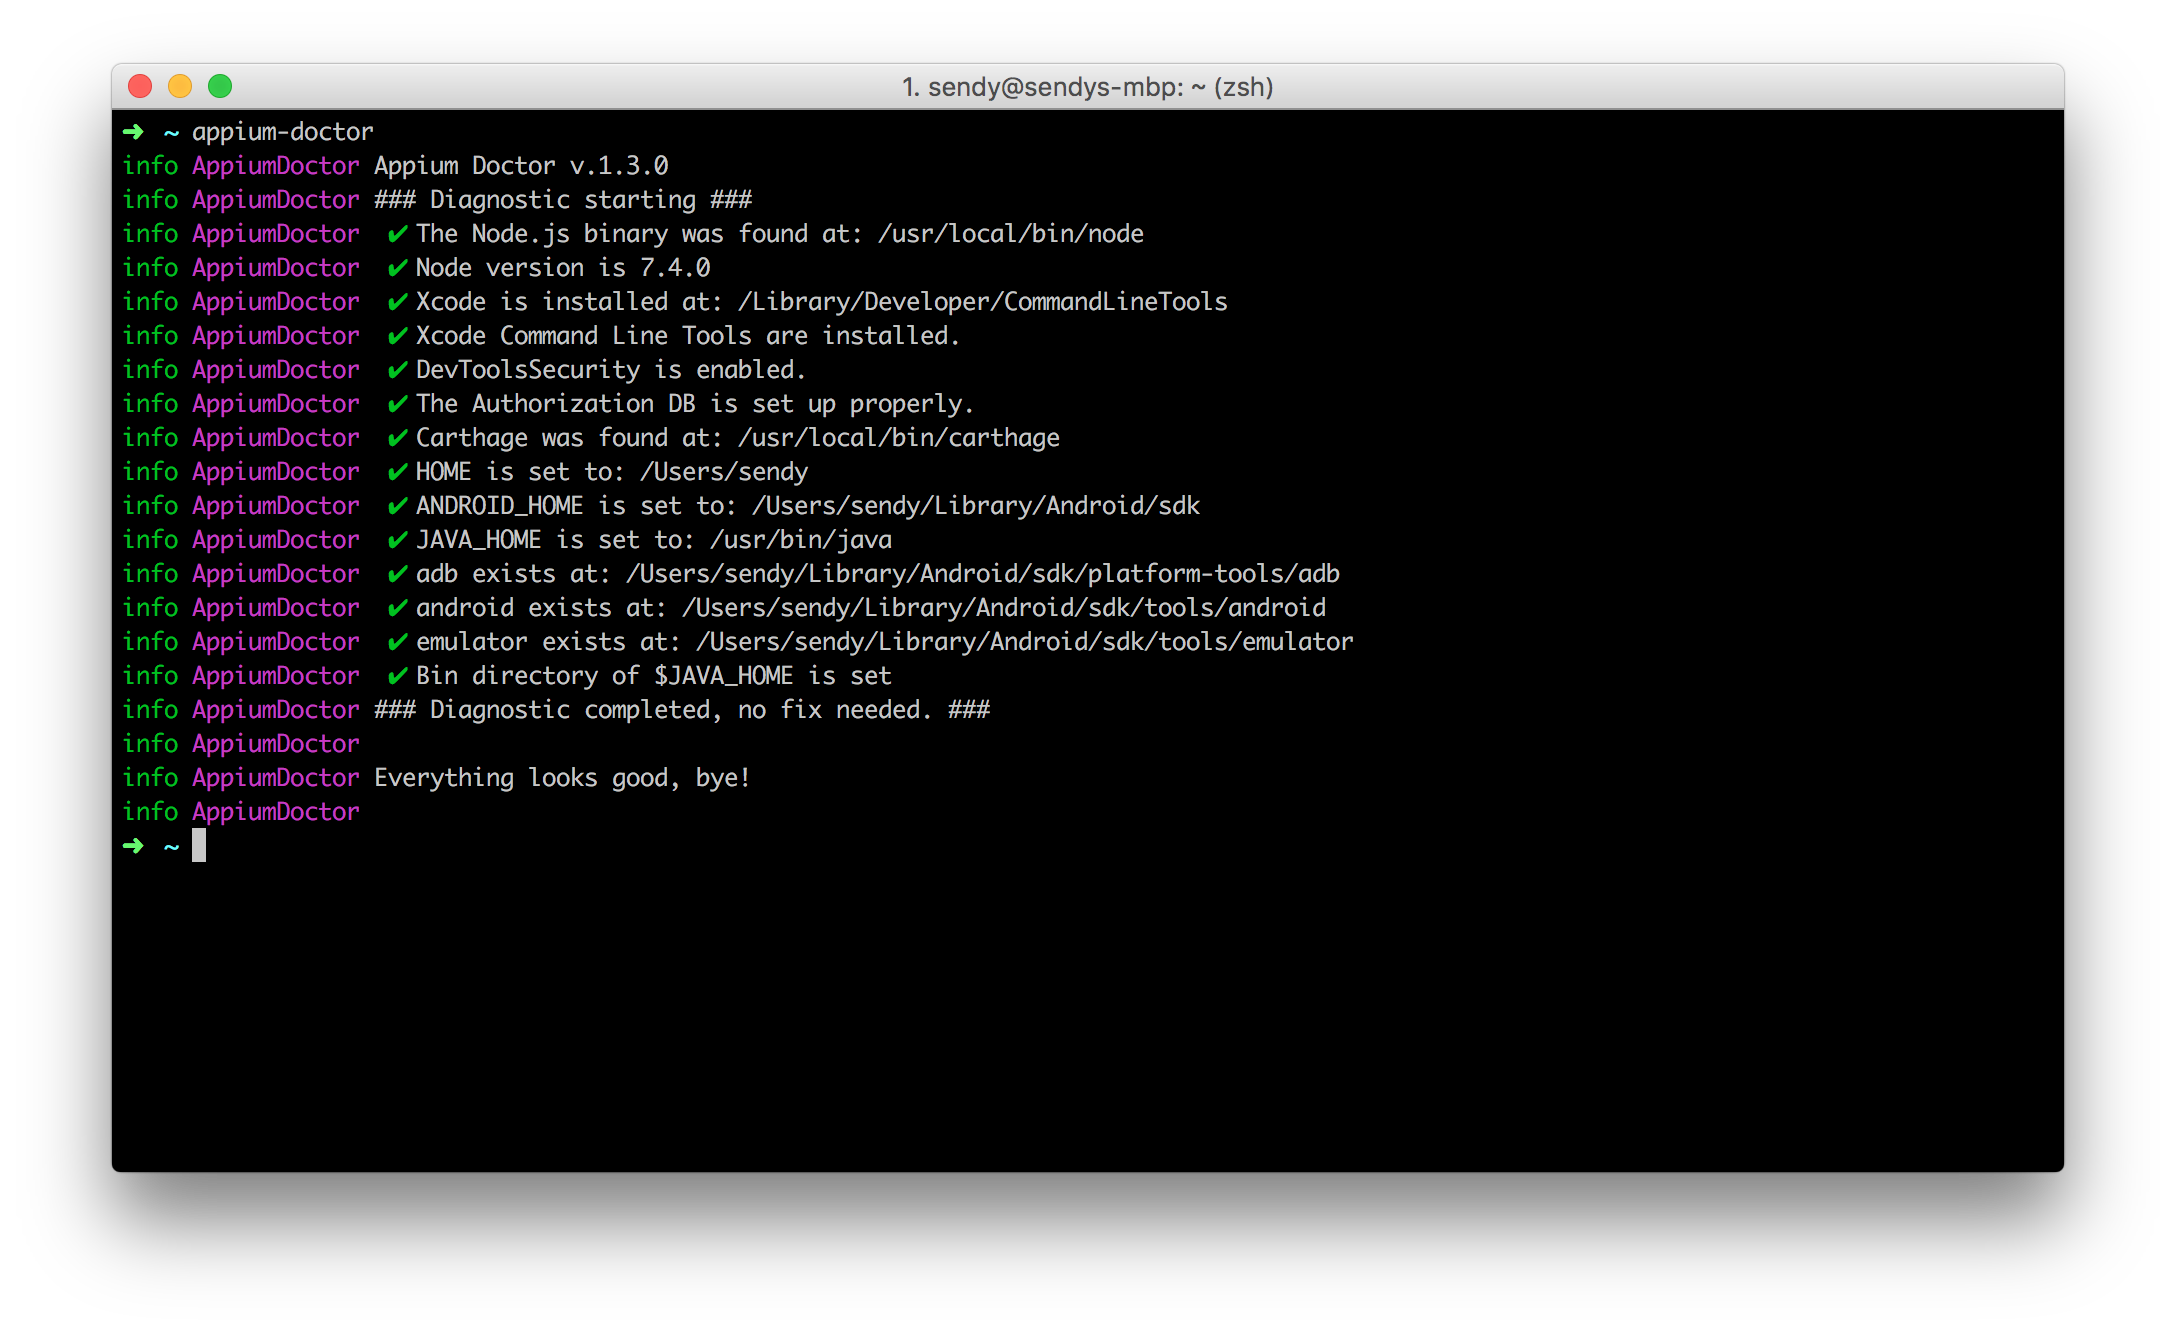 1. sendy@sendys-mbp: ~ (zsh)
➜ ~ appium-doctor
info AppiumDoctor Appium Doctor v.1.3.0
info AppiumDoctor ### Diagnostic starting ###
info AppiumDoctor ✔ The Node.js binary was found at: /usr/local/bin/node
info AppiumDoctor ✔ Node version is 7.4.0
info AppiumDoctor ✔ Xcode is installed at: /Library/Developer/CommandLineTools
info AppiumDoctor ✔ Xcode Command Line Tools are installed.
info AppiumDoctor ✔ DevToolsSecurity is enabled.
info AppiumDoctor ✔ The Authorization DB is set up properly.
info AppiumDoctor ✔ Carthage was found at: /usr/local/bin/carthage
info AppiumDoctor ✔ HOME is set to: /Users/sendy
info AppiumDoctor ✔ ANDROID_HOME is set to: /Users/sendy/Library/Android/sdk
info AppiumDoctor ✔ JAVA_HOME is set to: /usr/bin/java
info AppiumDoctor ✔ adb exists at: /Users/sendy/Library/Android/sdk/platform-tools/adb
info AppiumDoctor ✔ android exists at: /Users/sendy/Library/Android/sdk/tools/android
info AppiumDoctor ✔ emulator exists at: /Users/sendy/Library/Android/sdk/tools/emulator
info AppiumDoctor ✔ Bin directory of $JAVA_HOME is set
info AppiumDoctor ### Diagnostic completed, no fix needed. ###
info AppiumDoctor
info AppiumDoctor Everything looks good, bye!
info AppiumDoctor
➜ ~